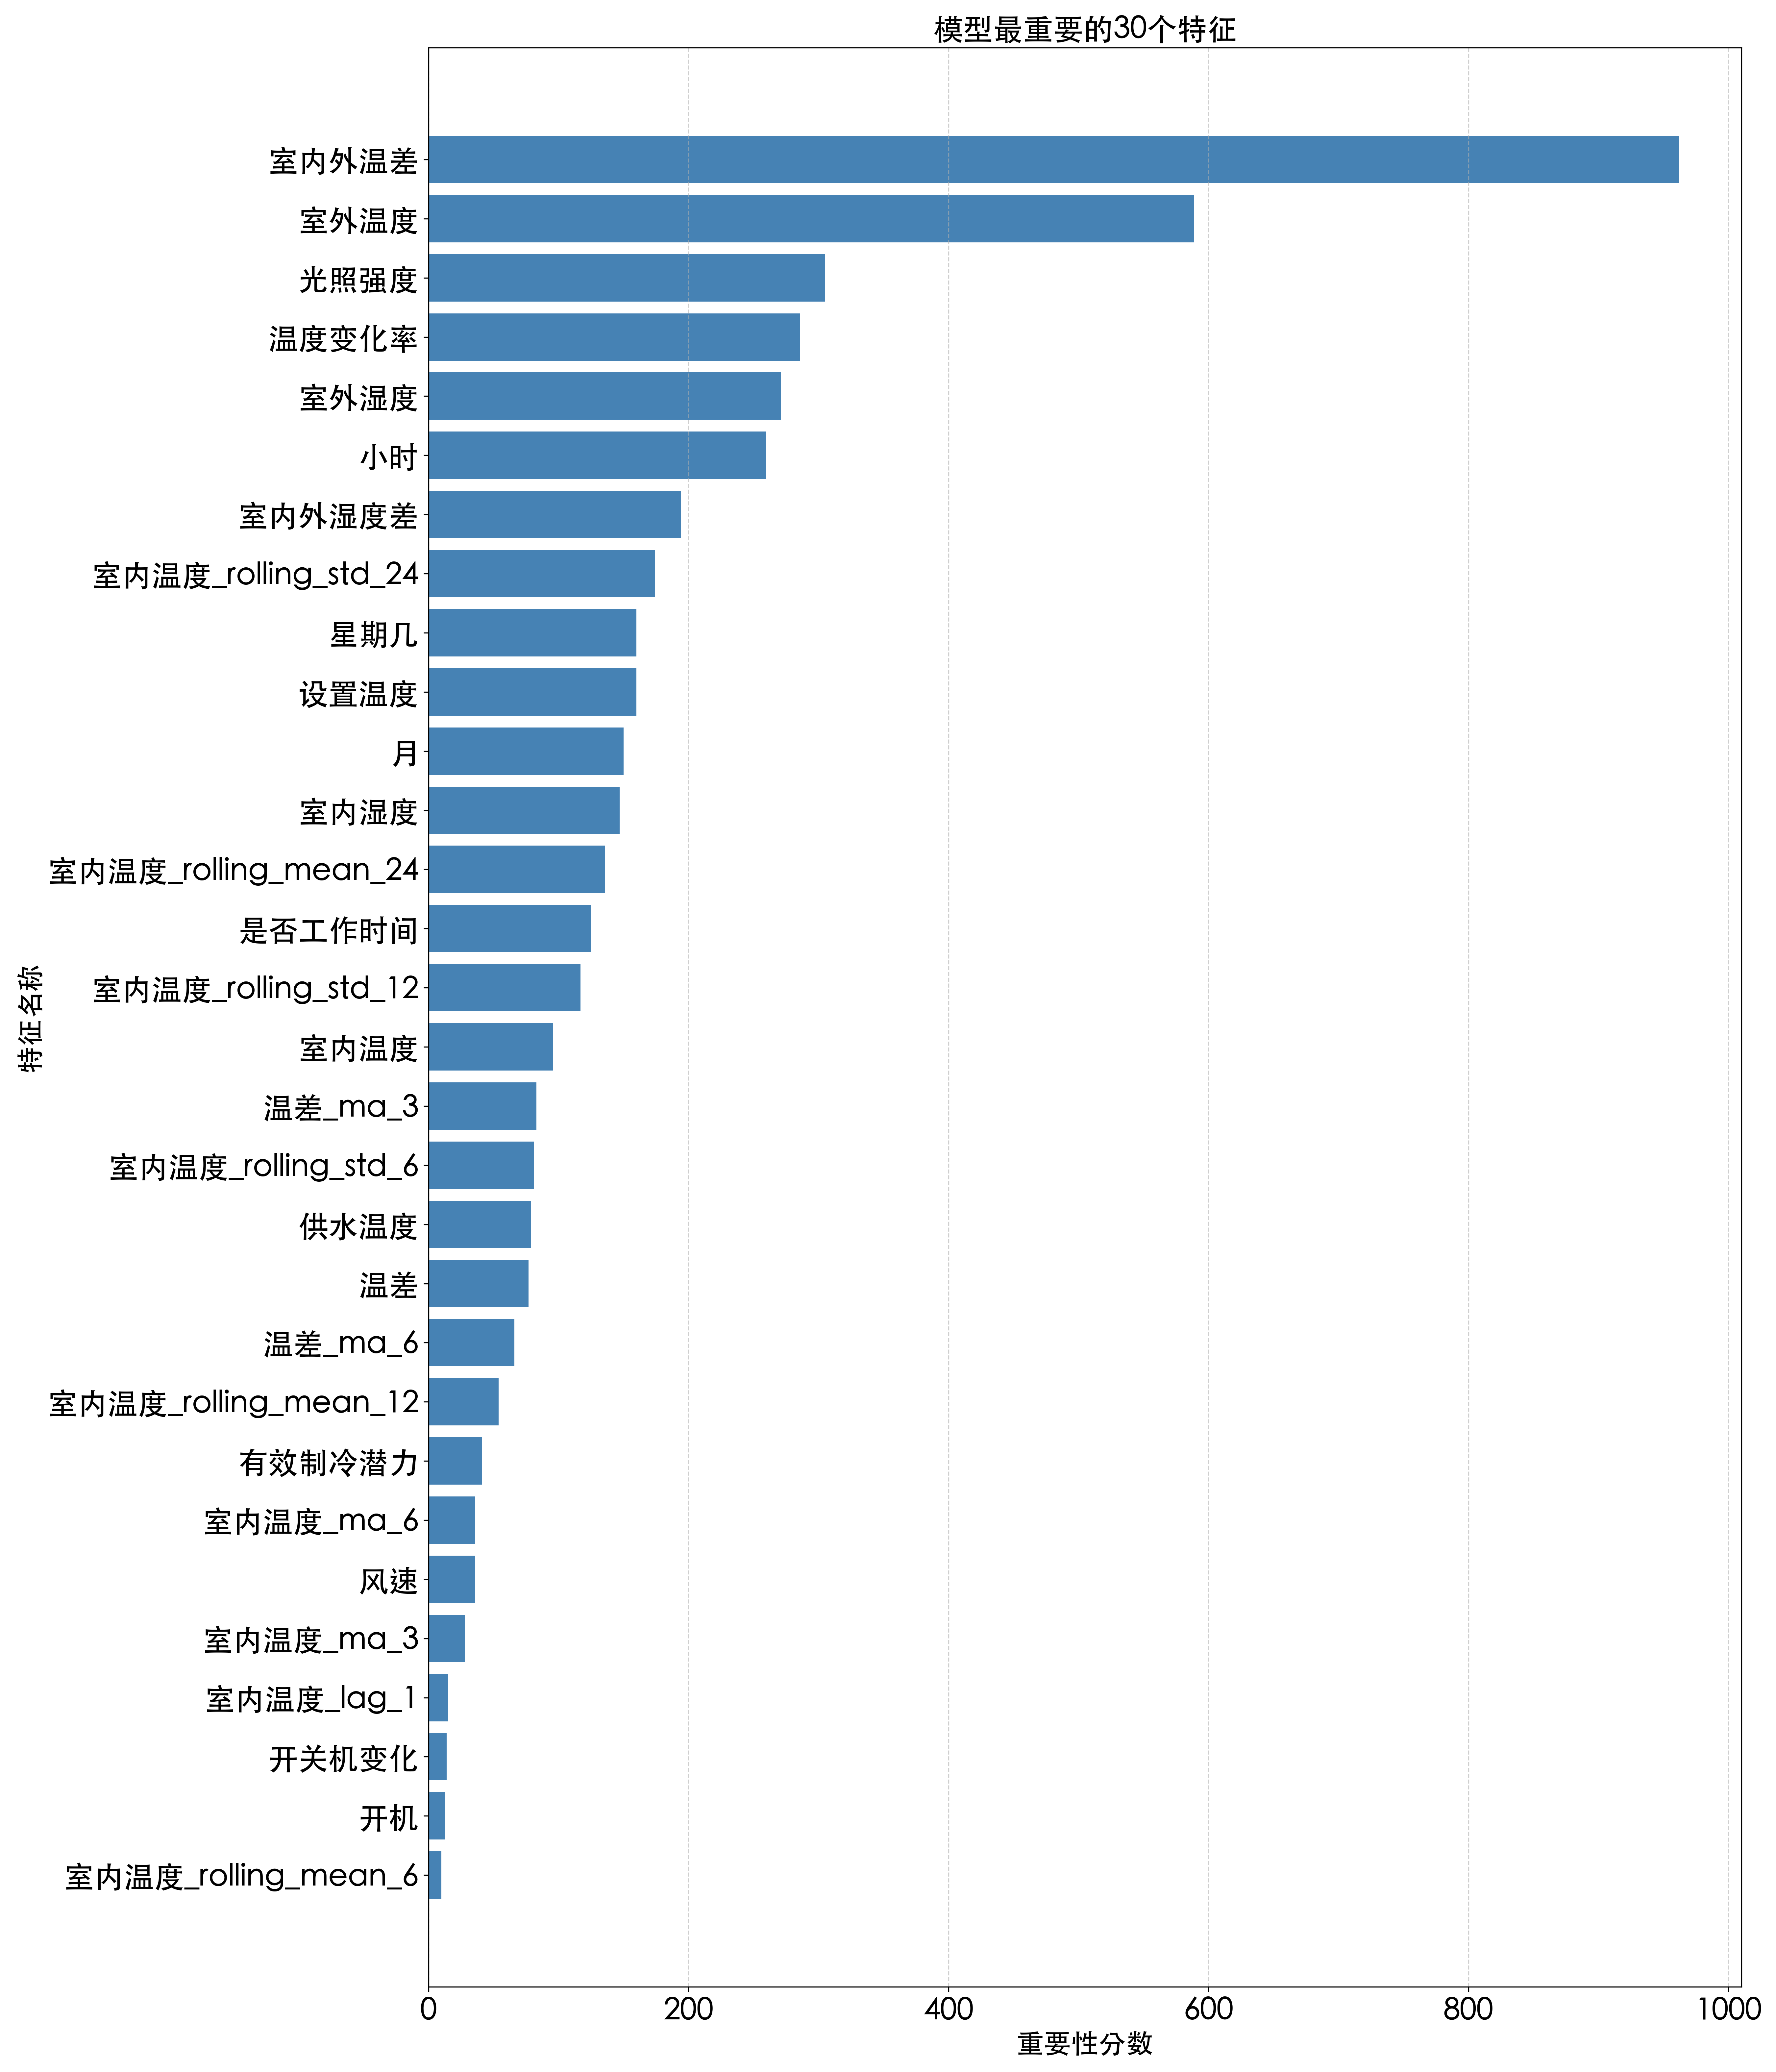 模型最重要的30个特征
室内外温差
室外温度
光照强度
温度变化率
室外湿度
小时
室内外湿度差
室内温度_rolling_std_24
星期几
设置温度
月
室内湿度
室内温度_rolling_mean_24
是否工作时间
室内温度_rolling_std_12
室内温度
温差_ma_3
室内温度_rolling_std_6
供水温度
温差
温差_ma_6
室内温度_rolling_mean_12
有效制冷潜力
室内温度_ma_6
风速
室内温度_ma_3
室内温度_lag_1
开关机变化
开机
室内温度_rolling_mean_6
特征名称
0 200 400 600 800 1000
重要性分数